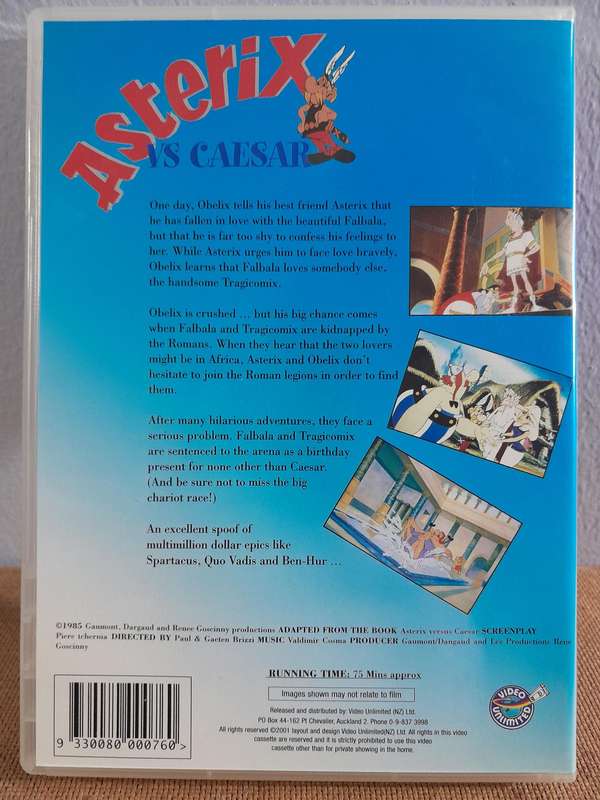 Asterix
VS CAESAR
One day, Obelix tells his best friend Asterix that
he has fallen in love with the beautiful Falbala,
but that he is far too shy to confess his feelings to
her. While Asterix urges him to face love bravely,
Obelix learns that Falbala loves somebody else,
the handsome Tragicomix.
Obelix is crushed ... but his big chance comes
when Falbala and Tragicomix are kidnapped by
the Romans. When they hear that the two lovers
might be in Africa, Asterix and Obelix don't
hesitate to join the Roman legions in order to find
them.
After many hilarious adventures, they face a
serious problem. Falbala and Tragicomix
are sentenced to the arena as a birthday
present for none other than Caesar.
(And be sure not to miss the big
chariot race!)
An excellent spoof of
multimillion dollar epics like
Spartacus, Quo Vadis and Ben-Hur ...
©1985 Gaumont, Dargaud and Renee Goscinny productions ADAPTED FROM THE BOOK Asterix versus Caesar SCREENPLAY
Piere tcherma DIRECTED BY Paul & Gaeten Brizzi MUSIC Valdimir Cosma PRODUCER Gaumont/Dangaud and Les Productions Rene
Goscinny
RUNNING TIME: 75 Mins approx
Images shown may not relate to film
Released and distributed by: Video Unlimited (NZ) Ltd.
PO Box 44-162 Pt Chevalier, Auckland 2. Phone 0-9-837 3998
All rights reserved ©2001 layout and design Video Unlimited(NZ) Ltd. All rights in this video
cassette are reserved and it is strictly prohibited to use this video
cassette other than for private showing in the home.
VIDEO
UNLIMITED
9 330080 000760>